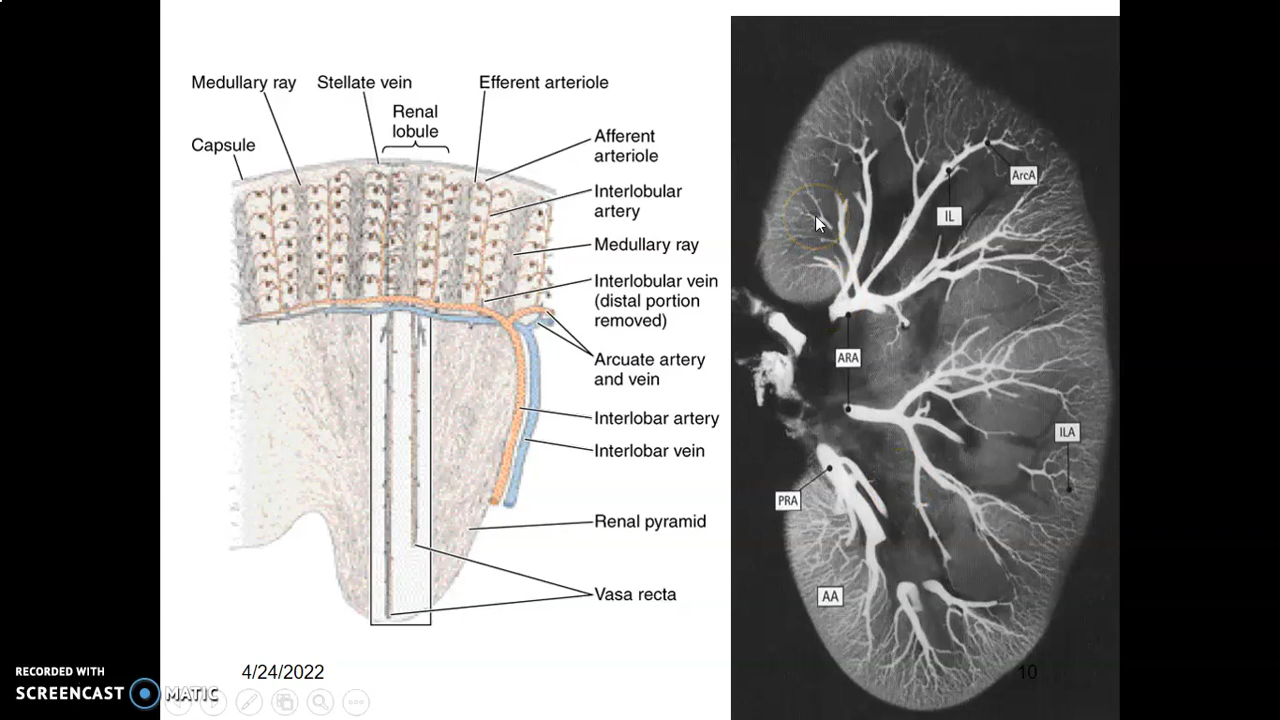 Medullary ray
Stellate vein
Efferent arteriole
Renal
lobule
Capsule
Afferent
arteriole
Interlobular
artery
Medullary ray
Interlobular vein
(distal portion
removed)
Arcuate artery
and vein
Interlobar artery
Interlobar vein
Renal pyramid
Vasa recta
ArcA
IL
ARA
ILA
PRA
AA
4/24/2022
10
RECORDED WITH
SCREENCAST MATIC